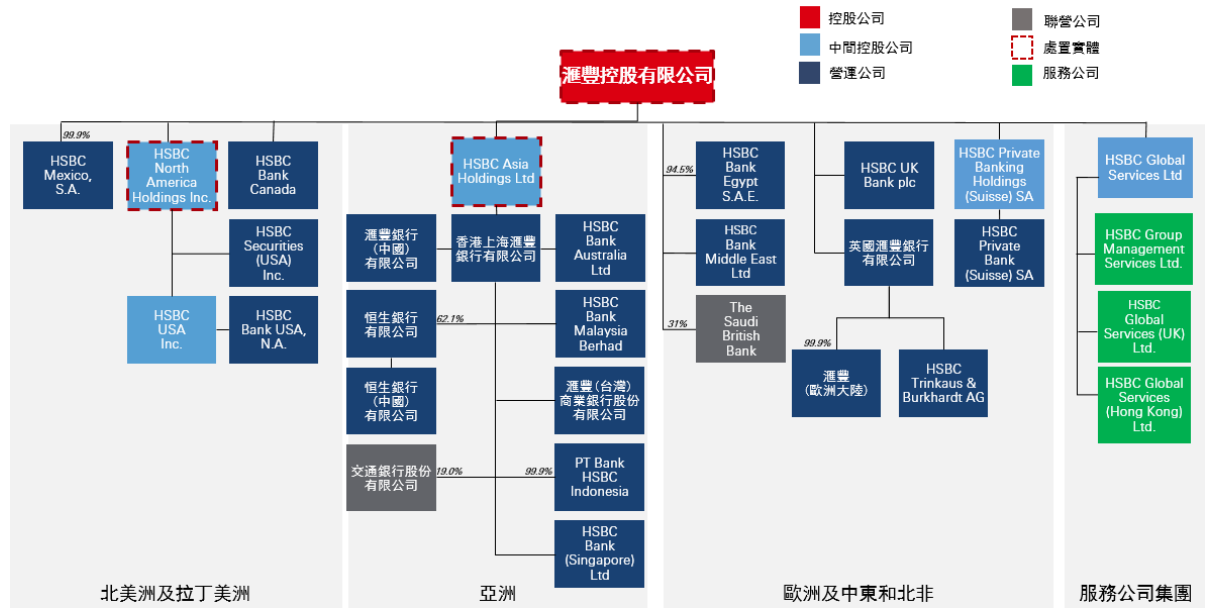 控股公司
中間控股公司
營運公司
聯營公司
處置實體
服務公司
滙豐控股有限公司
99.9%
HSBC
Mexico,
S.A.
HSBC
North
America
Holdings Inc.
HSBC
Bank
Canada
HSBC
Securities
(USA)
Inc.
HSBC
USA
Inc.
HSBC
Bank USA,
N.A.
北美洲及拉丁美洲
HSBC Asia
Holdings Ltd
滙豐銀行
(中國)
有限公司
香港上海滙豐
銀行有限公司
HSBC
Bank
Australia
Ltd
恒生銀行
有限公司
62.1%
HSBC
Bank
Malaysia
Berhad
恒生銀行
(中國)
有限公司
滙豐(台灣)
商業銀行股份
有限公司
交通銀行股份
有限公司
19.0%
99.9%
PT Bank
HSBC
Indonesia
HSBC
Bank
(Singapore)
Ltd
亞洲
94.5%
HSBC
Bank
Egypt
S.A.E.
HSBC
Bank
Middle East
Ltd
31%
The
Saudi
British
Bank
HSBC UK
Bank plc
英國滙豐銀行
有限公司
99.9%
滙豐
(歐洲大陸)
HSBC
Trinkaus &
Burkhardt AG
HSBC Private
Banking
Holdings
(Suisse) SA
HSBC
Private
Bank
(Suisse) SA
歐洲及中東和北非
HSBC Global
Services Ltd
HSBC Group
Management
Services Ltd.
HSBC
Global
Services (UK)
Ltd.
HSBC Global
Services
(Hong Kong)
Ltd.
服務公司集團